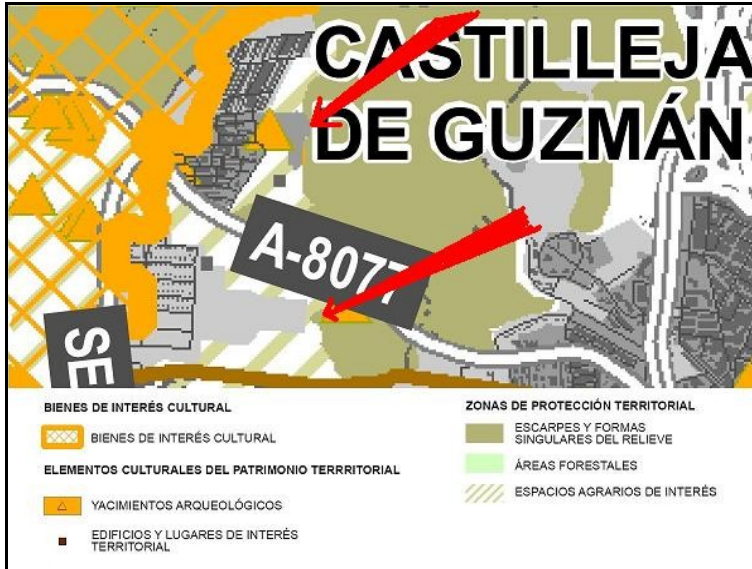 CASTILLEJA
DE GUZMÁN
A-8077
SE
BIENES DE INTERÉS CULTURAL
BIENES DE INTERÉS CULTURAL
ELEMENTOS CULTURALES DEL PATRIMONIO TERRRITORIAL
YACIMIENTOS ARQUEOLÓGICOS
EDIFICIOS Y LUGARES DE INTERÉS
TERRITORIAL
ZONAS DE PROTECCIÓN TERRITORIAL
ESCARPES Y FORMAS
SINGULARES DEL RELIEVE
ÁREAS FORESTALES
ESPACIOS AGRARIOS DE INTERÉS